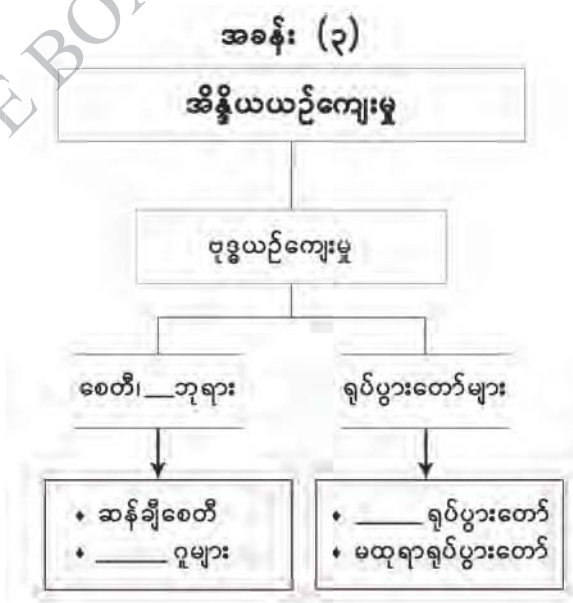 အခန်း (၃)
အိန္ဒိယယဉ်ကျေးမှု
ဗုဒ္ဓယဉ်ကျေးမှု
စေတီ၊ __ဘုရား
ရုပ်ပွားတော်များ
♦ ဆန်ချီစေတီ
♦ ______ ဂူများ
♦ ______ ရုပ်ပွားတော်
♦ မထုရာရုပ်ပွားတော်